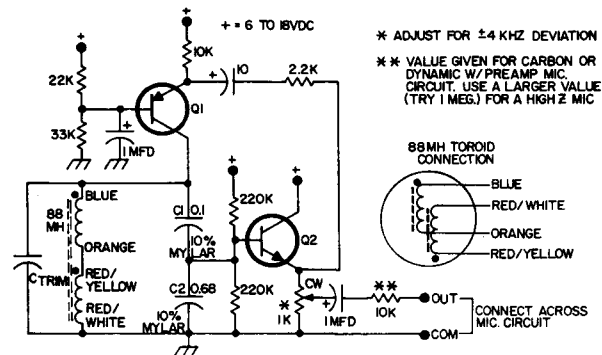 + = 6 TO 18VDC
* ADJUST FOR ±4 KHZ DEVIATION
** VALUE GIVEN FOR CARBON OR
DYNAMIC W/PREAMP MIC.
CIRCUIT. USE A LARGER VALUE
(TRY 1 MEG.) FOR A HIGH Z MIC
+
+
10K
22K
33K
+
1MFD
Q1
+
10
2.2K
88MH TOROID
CONNECTION
BLUE
RED/WHITE
ORANGE
RED/YELLOW
BLUE
88
MH
ORANGE
RED/
YELLOW
RED/
WHITE
C TRIM
C1 0.1
10%
MYLAR
C2 0.68
10%
MYLAR
+
220K
220K
+
Q2
CW
*
1K
+
1MFD
**
10K
OUT
COM
CONNECT ACROSS
MIC. CIRCUIT